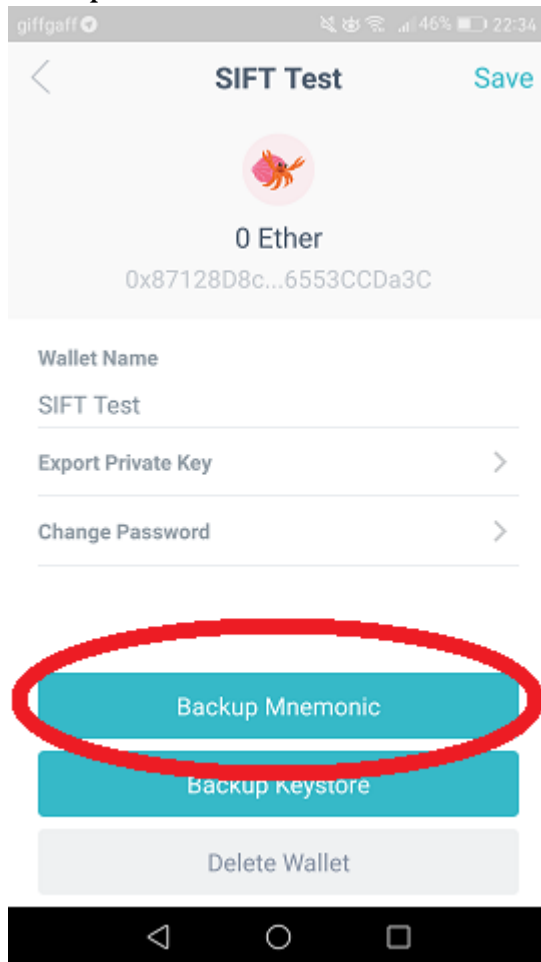 giffgaff 46% 22:34
SIFT Test Save
0 Ether
0x87128D8c...6553CCDa3C
Wallet Name
SIFT Test
Export Private Key
Change Password
Backup Mnemonic
Backup Keystore
Delete Wallet